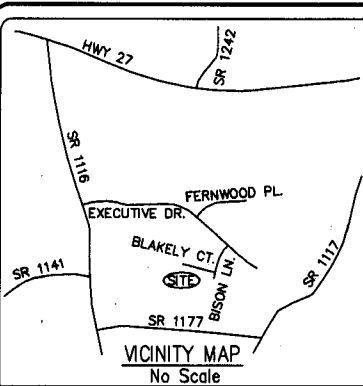 HWY 27
SR 1242
SR 1116
FERNWOOD PL.
EXECUTIVE DR.
BLAKELY CT.
SR 1141
SITE
BISON LN.
SR 1117
SR 1177
VICINITY MAP
No Scale